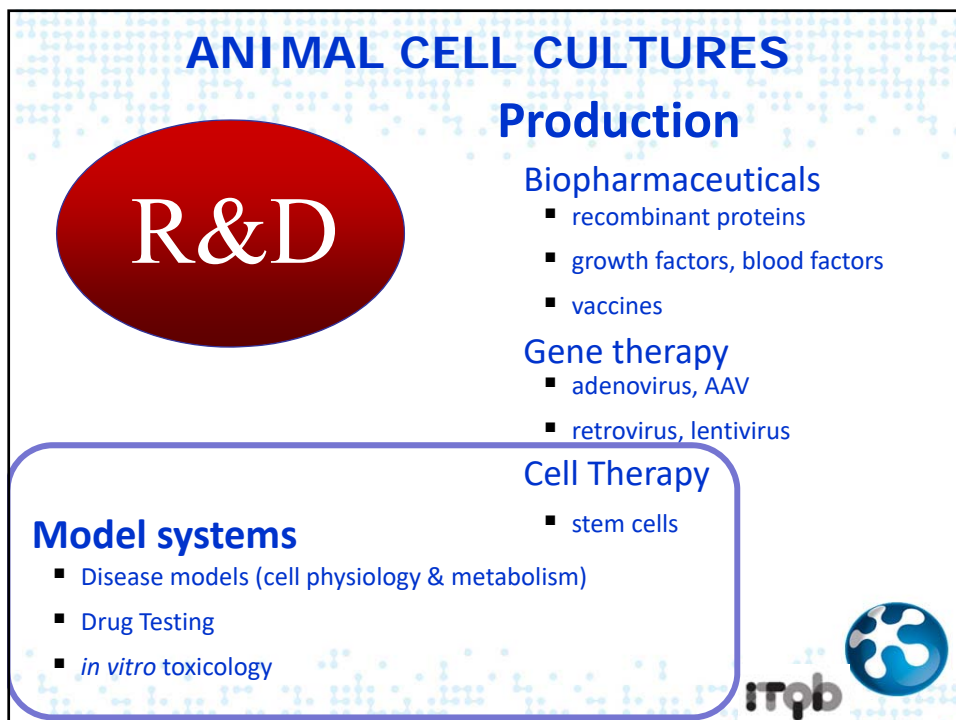 ANIMAL CELL CULTURES
R&D
Production
Biopharmaceuticals
▪ recombinant proteins
▪ growth factors, blood factors
▪ vaccines
Gene therapy
▪ adenovirus, AAV
▪ retrovirus, lentivirus
Cell Therapy
▪ stem cells
Model systems
▪ Disease models (cell physiology & metabolism)
▪ Drug Testing
▪ in vitro toxicology
itqb